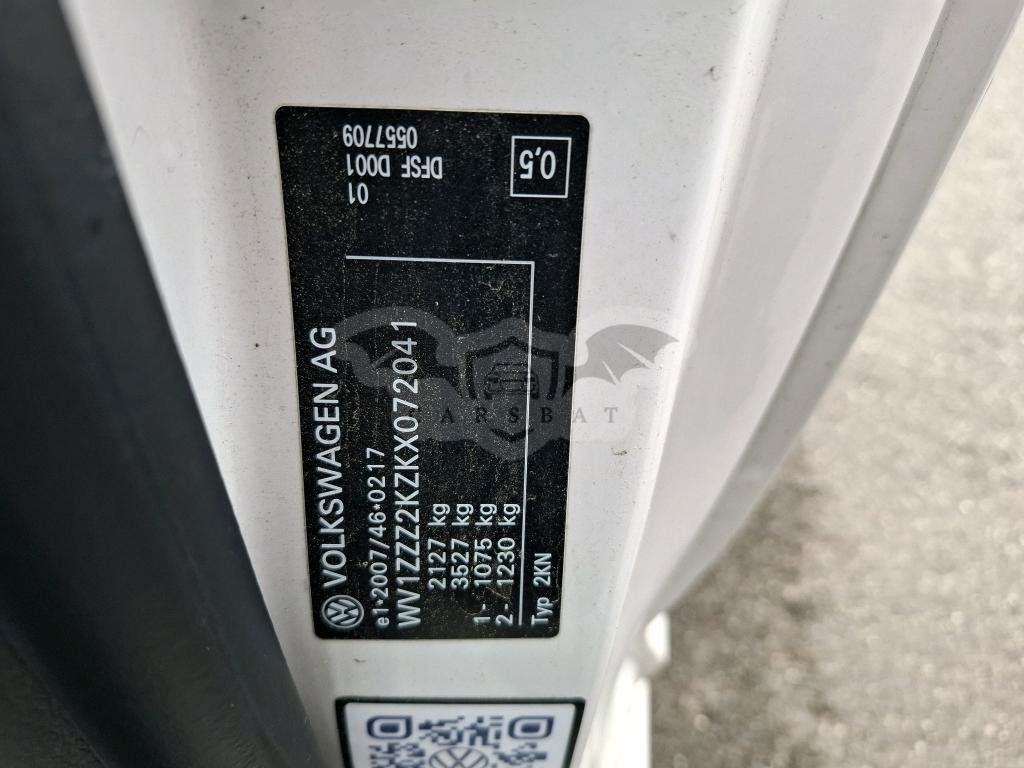 VOLKSWAGEN AG
e1*2007/46*0217
WV1ZZZ2KZKX072041
2127 kg
3527 kg
1- 1075 kg
2- 1230 kg
Typ 2KN
01
DFSF D001
0557709
0,5
CARSBAT